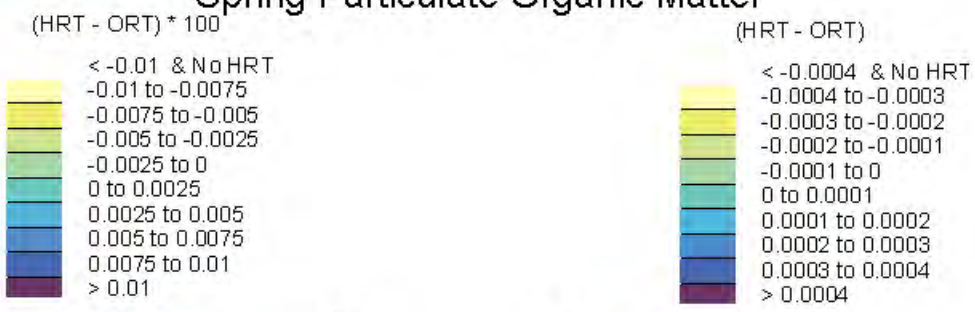 Spring Particulate Organic Matter
(HRT - ORT) * 100
< -0.01 & No HRT
-0.01 to -0.0075
-0.0075 to -0.005
-0.005 to -0.0025
-0.0025 to 0
0 to 0.0025
0.0025 to 0.005
0.005 to 0.0075
0.0075 to 0.01
> 0.01
(HRT - ORT)
< -0.0004 & No HRT
-0.0004 to -0.0003
-0.0003 to -0.0002
-0.0002 to -0.0001
-0.0001 to 0
0 to 0.0001
0.0001 to 0.0002
0.0002 to 0.0003
0.0003 to 0.0004
> 0.0004